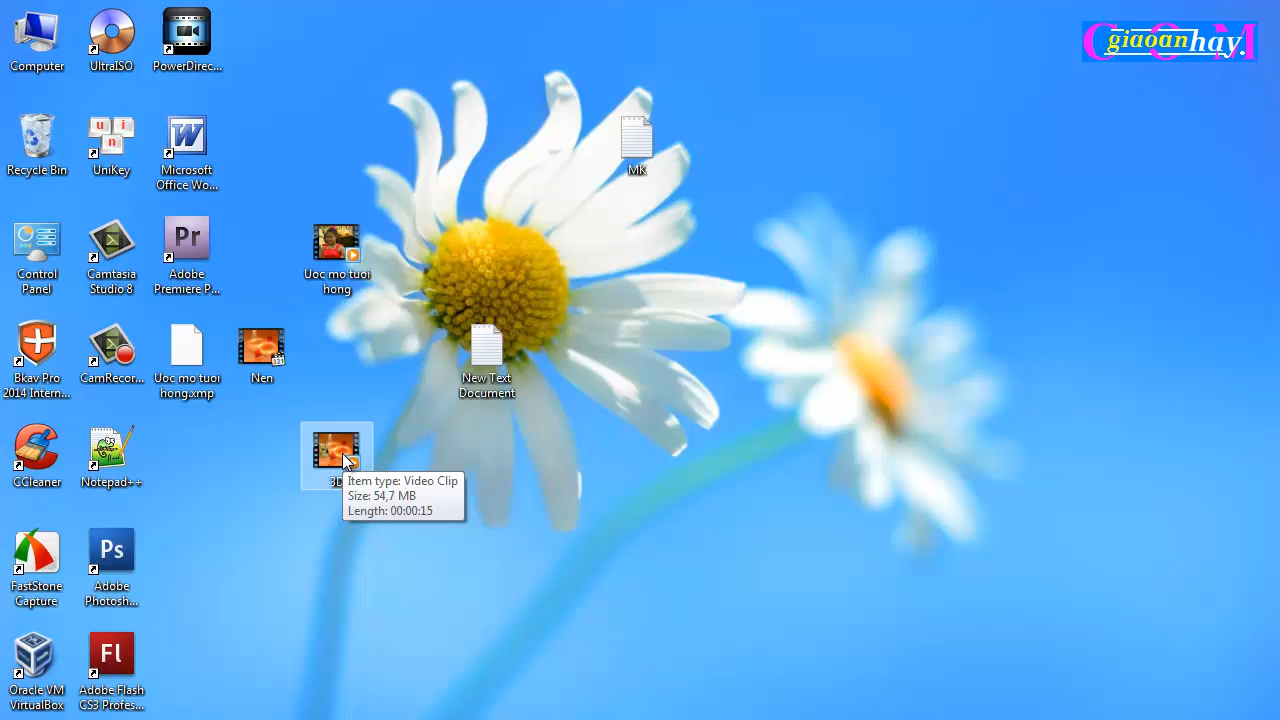 Computer
UltraISO
PowerDirec...
giaoanhay.
COM
Recycle Bin
UniKey
Microsoft
Office Wo...
MK
Control
Panel
Camtasia
Studio 8
Adobe
Premiere P...
Uoc mo tuoi
hong
Bkav Pro
2014 Intern...
CamRecor...
Uoc mo tuoi
hong.xmp
Nen
New Text
Document
CCleaner
Notepad++
3D
Item type: Video Clip
Size: 54,7 MB
Length: 00:00:15
FastStone
Capture
Adobe
Photosh...
Oracle VM
VirtualBox
Adobe Flash
CS3 Profes...